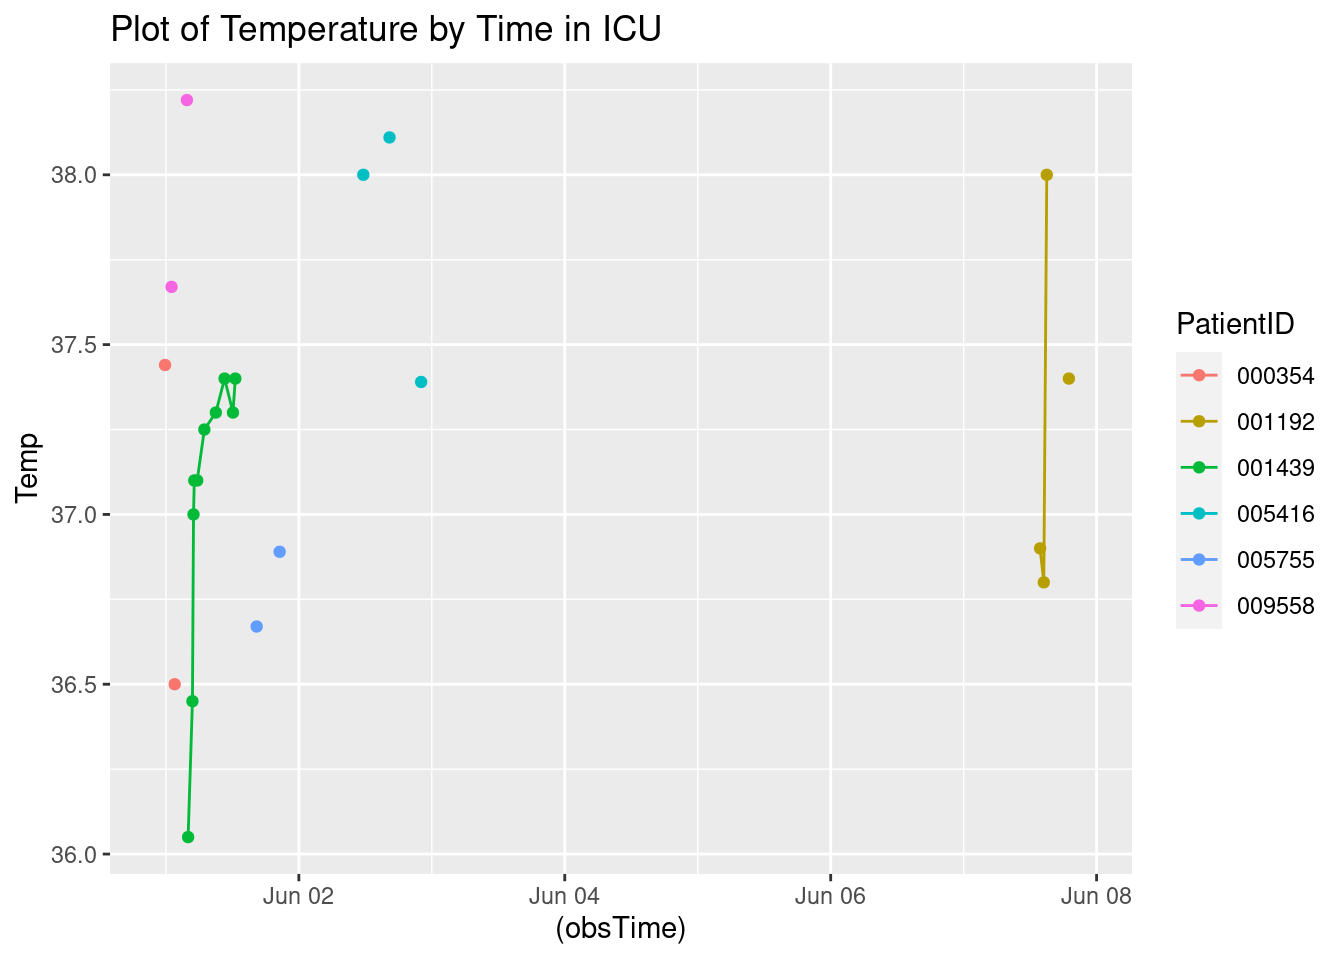 Plot of Temperature by Time in ICU
Temp
38.0
37.5
37.0
36.5
36.0
Jun 02
Jun 04
Jun 06
Jun 08
(obsTime)
PatientID
000354
001192
001439
005416
005755
009558